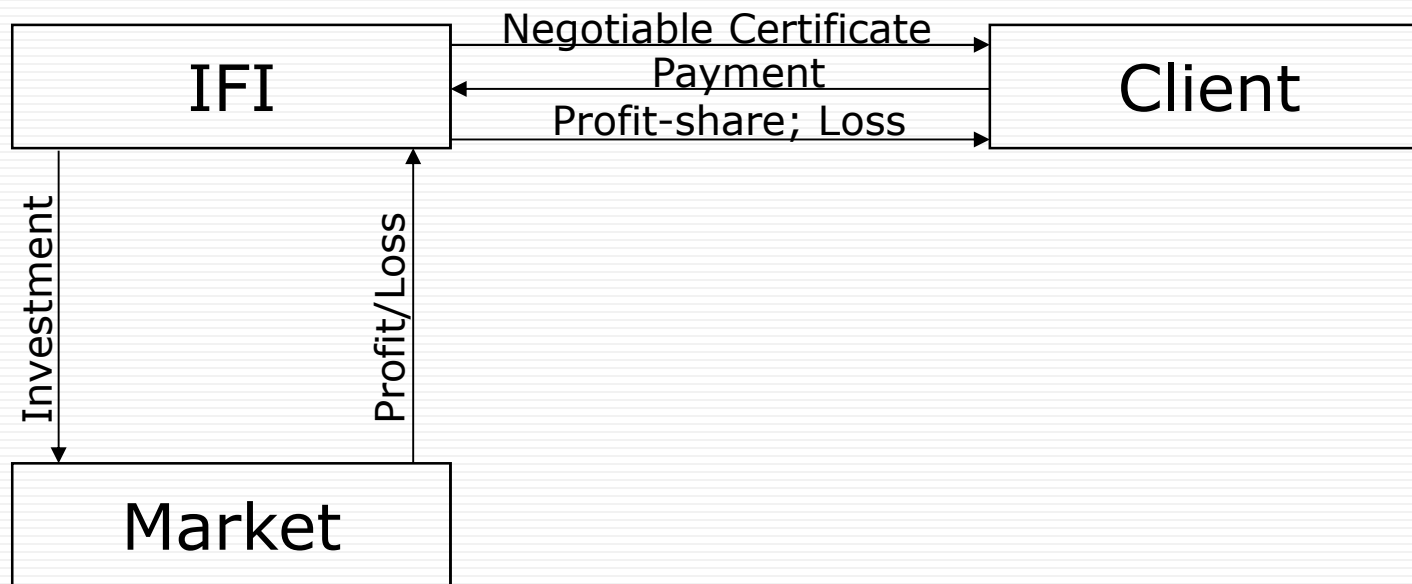 Negotiable Certificate
IFI
Payment
Client
Profit-share; Loss
Investment
Profit/Loss
Market